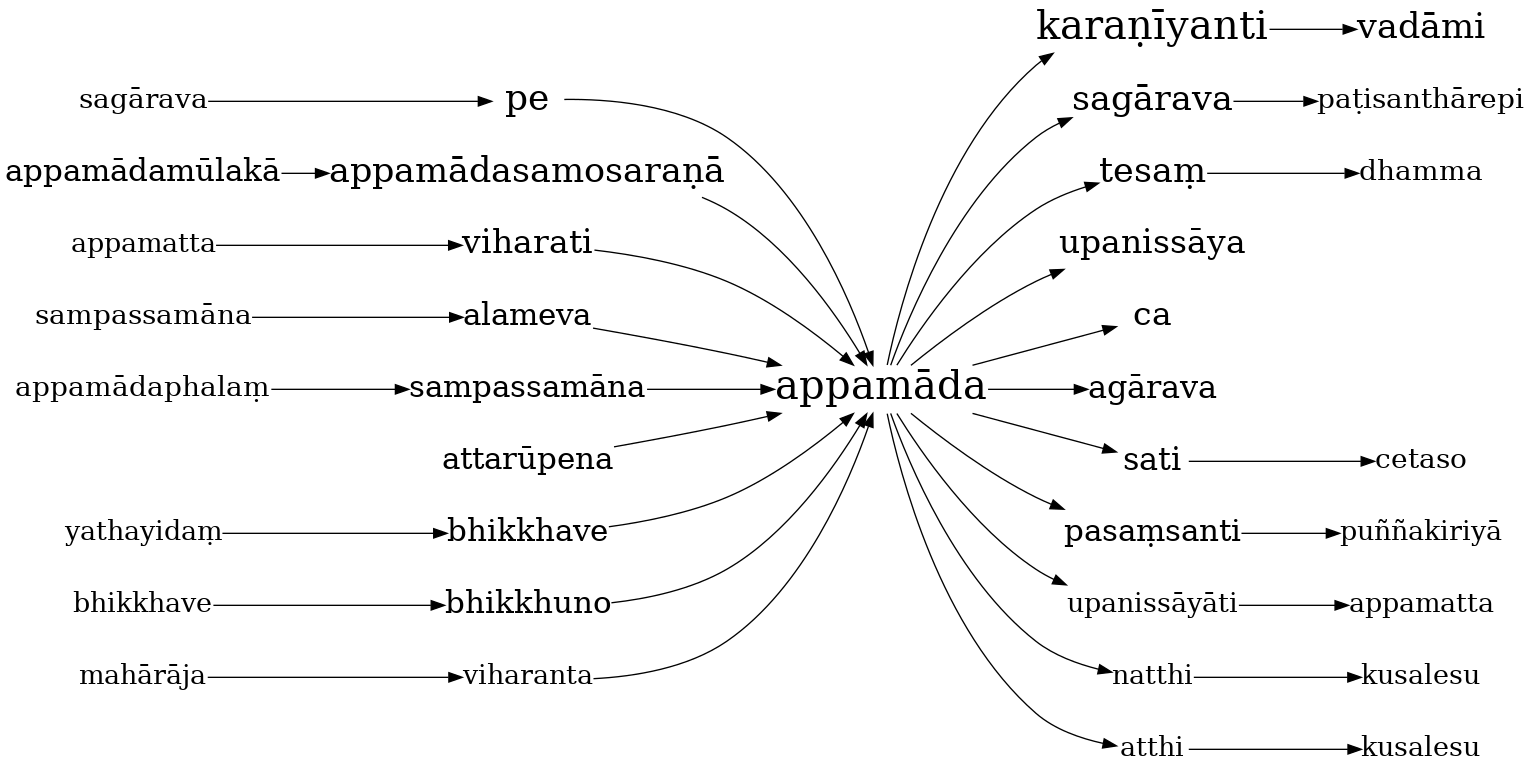 karaṇīyanti vadāmi
sagārava pe sagārava paṭisanthārepi
appamādamūlakā appamādasamosaraṇā tesaṃ dhamma
appamatta viharati upanissāya
sampassamāna alameva ca
appamādaphalaṃ sampassamāna appamāda agārava
attarūpena sati cetaso
yathayidaṃ bhikkhave pasaṃsanti puññakiriyā
bhikkhave bhikkhuno upanissāyāti appamatta
mahārāja viharanta natthi kusalesu
atthi kusalesu